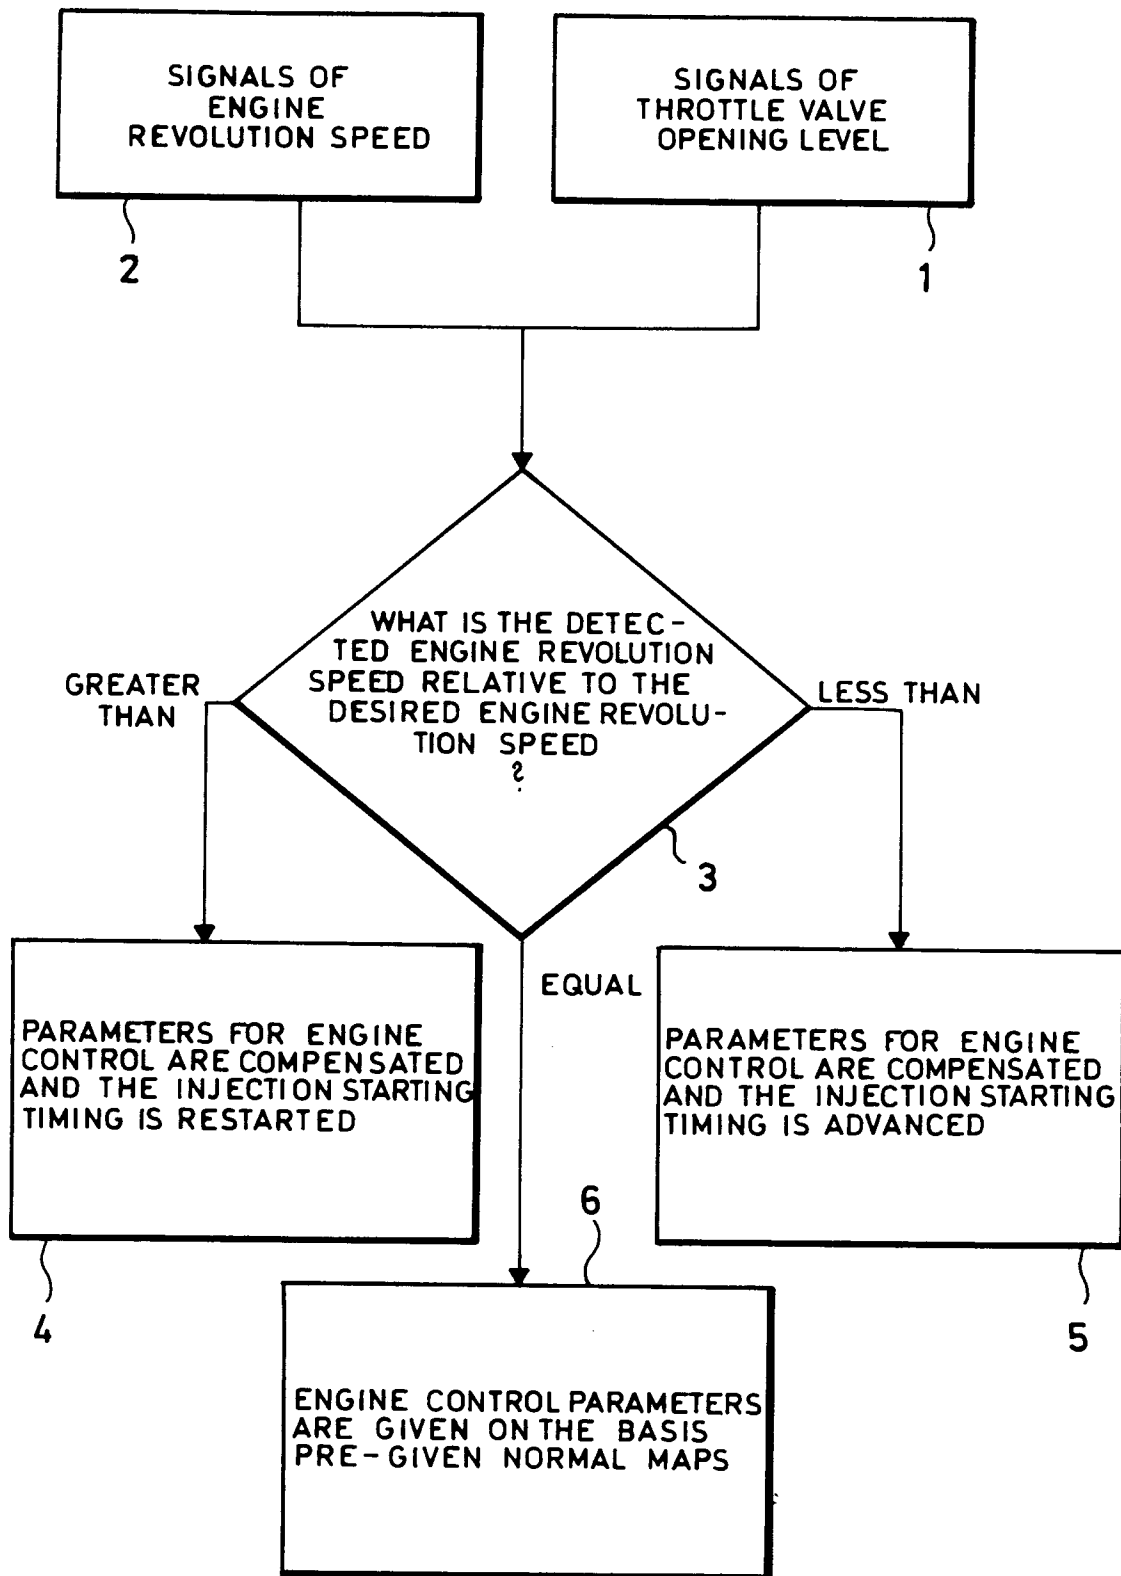 SIGNALS OF
ENGINE
REVOLUTION SPEED
SIGNALS OF
THROTTLE VALVE
OPENING LEVEL
2
1
WHAT IS THE DETEC-
TED ENGINE REVOLUTION
SPEED RELATIVE TO THE
DESIRED ENGINE REVOLU-
TION SPEED
?
GREATER
THAN
LESS THAN
3
EQUAL
PARAMETERS FOR ENGINE
CONTROL ARE COMPENSATED
AND THE INJECTION STARTING
TIMING IS RESTARTED
PARAMETERS FOR ENGINE
CONTROL ARE COMPENSATED
AND THE INJECTION STARTING
TIMING IS ADVANCED
4
6
5
ENGINE CONTROL PARAMETERS
ARE GIVEN ON THE BASIS
PRE-GIVEN NORMAL MAPS